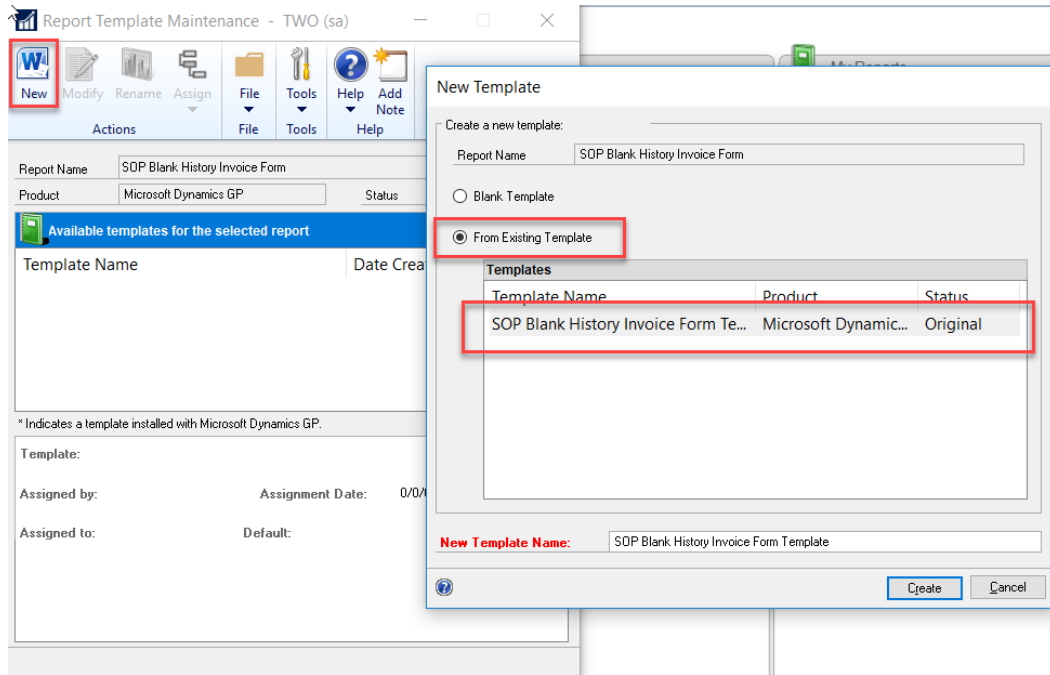 Report Template Maintenance - TWO (sa)
New Modify Rename Assign File Tools Help Add Note
Actions File Tools Help
Report Name SOP Blank History Invoice Form
Product Microsoft Dynamics GP Status
Available templates for the selected report
Template Name Date Crea
* Indicates a template installed with Microsoft Dynamics GP.
Template:
Assigned by: Assignment Date: 0/0/
Assigned to: Default:
My Reports
New Template
Create a new template:
Report Name SOP Blank History Invoice Form
Blank Template
From Existing Template
Templates
Template Name Product Status
SOP Blank History Invoice Form Te... Microsoft Dynamic... Original
New Template Name: SOP Blank History Invoice Form Template
Create Cancel